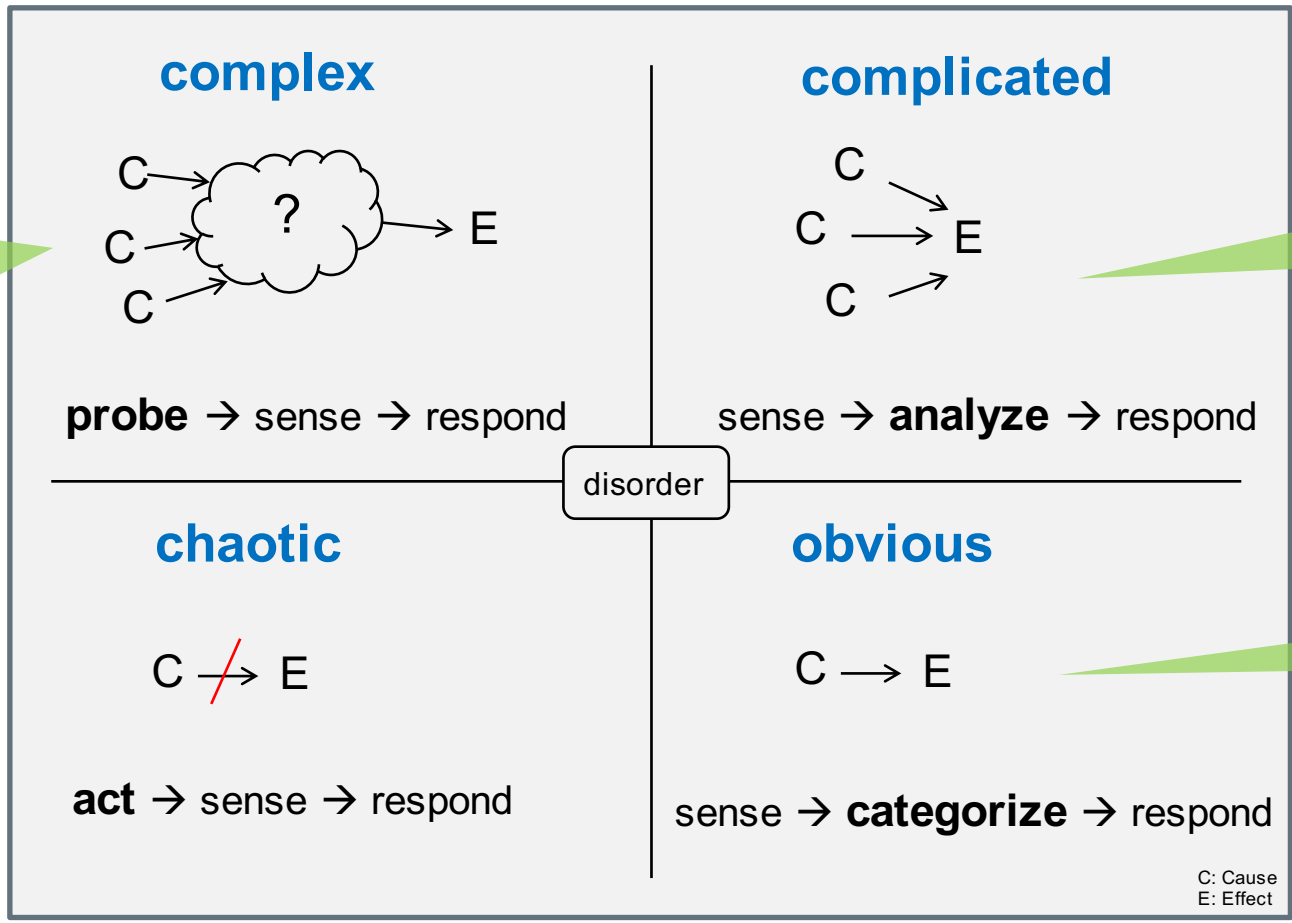 complex
C
C
C
?
E
probe → sense → respond
complicated
C
C
C
E
sense → analyze → respond
disorder
chaotic
C → E
act → sense → respond
obvious
C → E
sense → categorize → respond
C: Cause
E: Effect